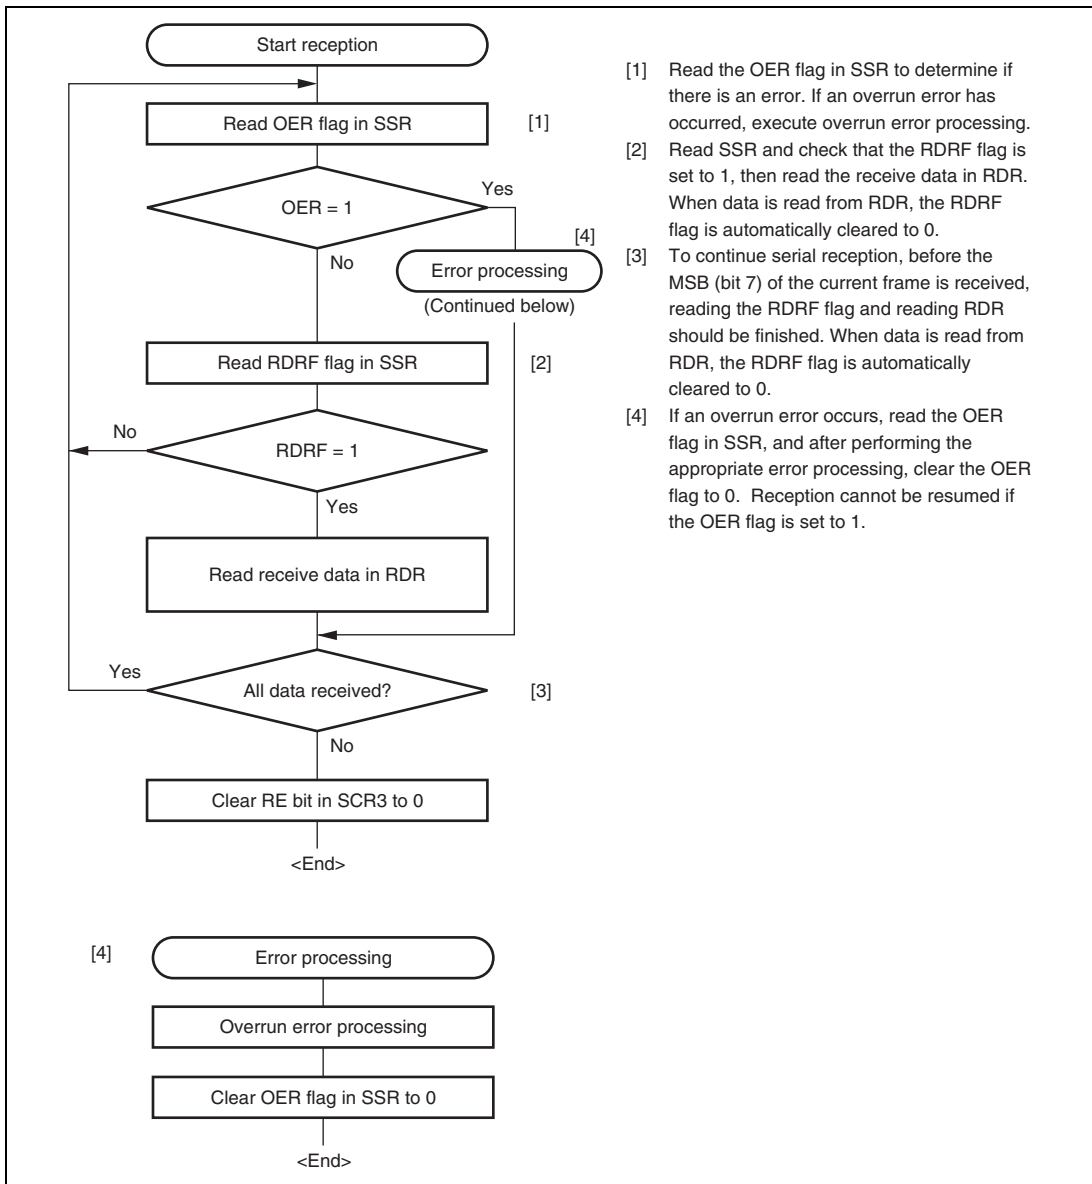 Start reception
Read OER flag in SSR
[1]
OER = 1
Yes
No
[4]
Error processing
(Continued below)
Read RDRF flag in SSR
[2]
No
RDRF = 1
Yes
Read receive data in RDR
Yes
All data received?
[3]
No
Clear RE bit in SCR3 to 0
<End>
[1] Read the OER flag in SSR to determine if
there is an error. If an overrun error has
occurred, execute overrun error processing.
[2] Read SSR and check that the RDRF flag is
set to 1, then read the receive data in RDR.
When data is read from RDR, the RDRF
flag is automatically cleared to 0.
[3] To continue serial reception, before the
MSB (bit 7) of the current frame is received,
reading the RDRF flag and reading RDR
should be finished. When data is read from
RDR, the RDRF flag is automatically
cleared to 0.
[4] If an overrun error occurs, read the OER
flag in SSR, and after performing the
appropriate error processing, clear the OER
flag to 0. Reception cannot be resumed if
the OER flag is set to 1.
[4]
Error processing
Overrun error processing
Clear OER flag in SSR to 0
<End>